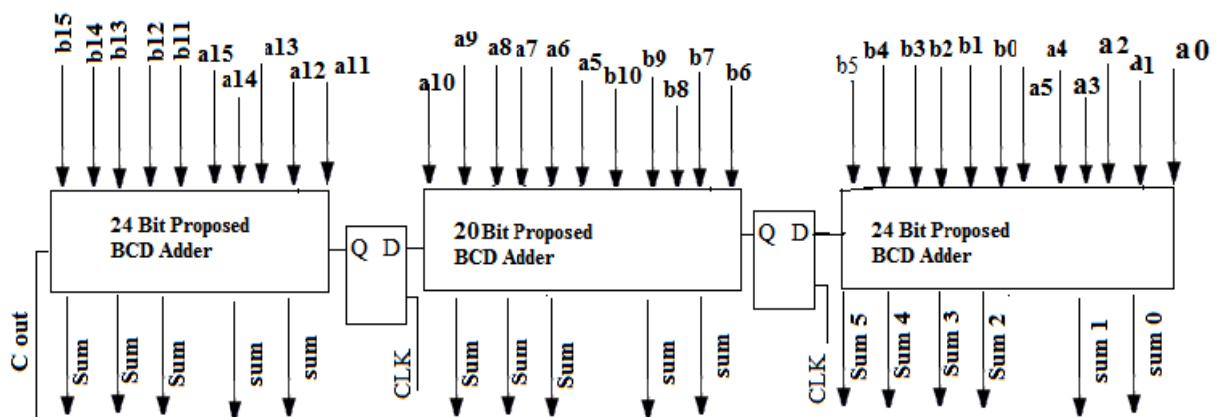 b15 b14 b13 b12 b11 a15 a14 a13 a12 a11
a10 a9 a8 a7 a6 a5 b10 b9 b8 b7 b6
b5 b4 b3 b2 b1 b0 a5 a4 a3 a2 a1 a0
24 Bit Proposed
BCD Adder
Q D
20 Bit Proposed
BCD Adder
Q D
24 Bit Proposed
BCD Adder
C out
Sum
Sum
Sum
sum
sum
CLK
Sum
Sum
Sum
sum
sum
CLK
Sum 5
Sum 4
Sum 3
Sum 2
sum 1
sum 0